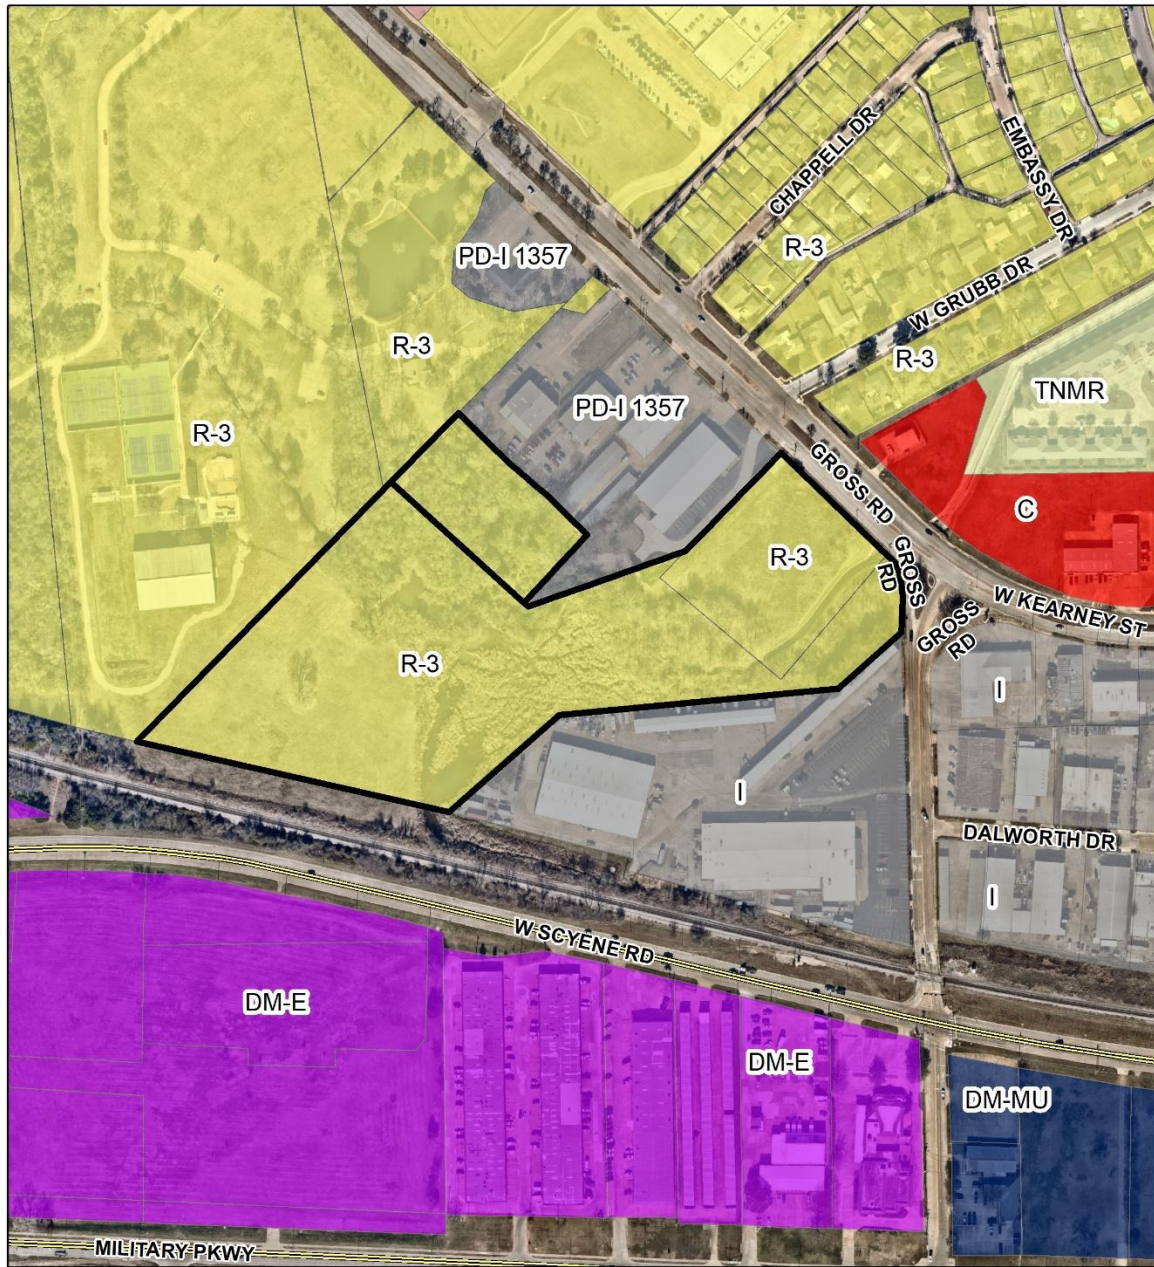 CHAPPELL DR
EMBASSY DR
PD-I 1357
R-3
W GRUBB DR
R-3
R-3
TNMR
PD-I 1357
R-3
GROSS RD
C
R-3
GROSS
RD
W KEARNEY ST
GROSS
RD
R-3
I
I
DALWORTH DR
I
W SCYENE RD
DM-E
DM-E
DM-MU
MILITARY PKWY